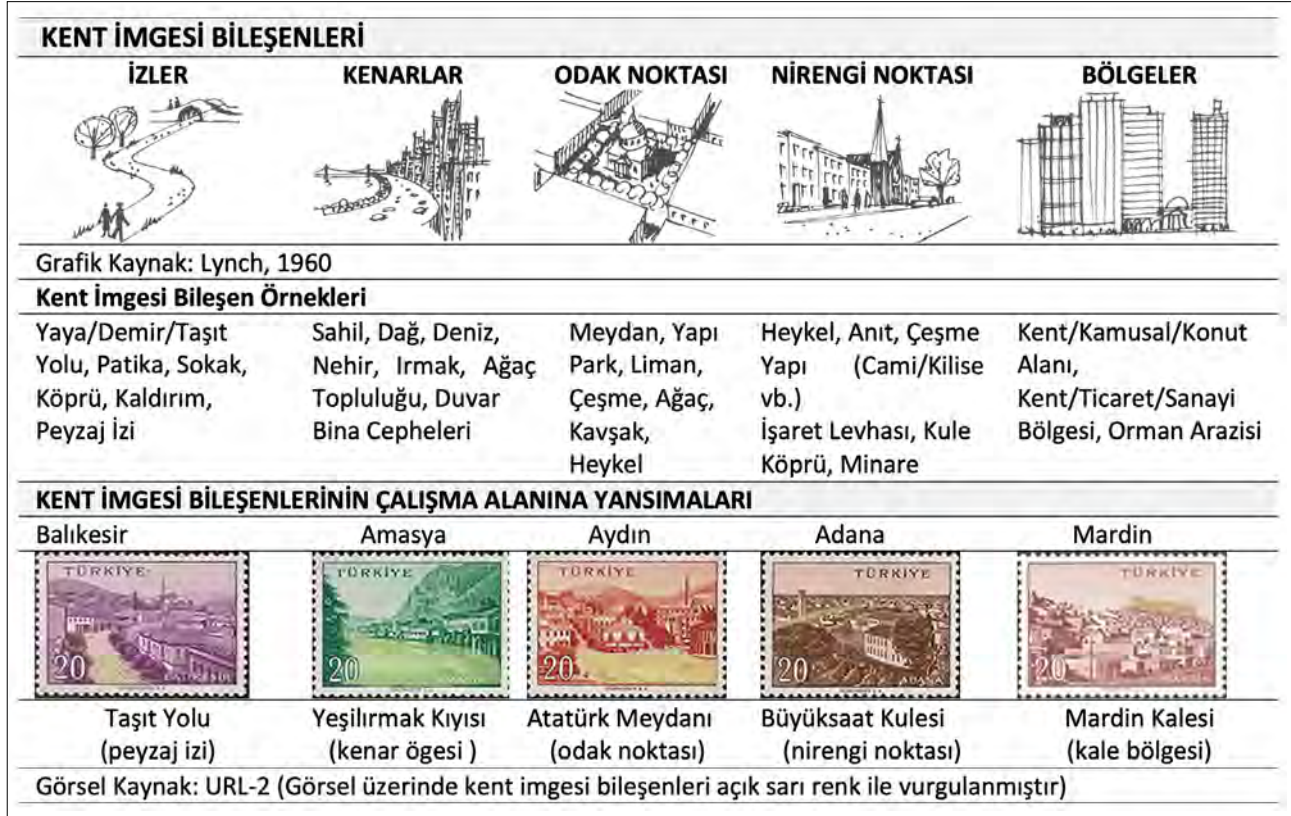 KENT İMGESİ BİLEŞENLERİ
İZLER KENARLAR ODAK NOKTASI NİRENGİ NOKTASI BÖLGELER
Grafik Kaynak: Lynch, 1960
Kent İmgesi Bileşen Örnekleri
Yaya/Demir/Taşıt
Yolu, Patika, Sokak,
Köprü, Kaldırım,
Peyzaj İzi
Sahil, Dağ, Deniz,
Nehir, Irmak, Ağaç
Topluluğu, Duvar
Bina Cepheleri
Meydan, Yapı
Park, Liman,
Çeşme, Ağaç,
Kavşak,
Heykel
Heykel, Anıt, Çeşme
Yapı (Cami/Kilise
vb.)
İşaret Levhası, Kule
Köprü, Minare
Kent/Kamusal/Konut
Alanı,
Kent/Ticaret/Sanayi
Bölgesi, Orman Arazisi
KENT İMGESİ BİLEŞENLERİNİN ÇALIŞMA ALANINA YANSIMALARI
Balıkesir Amasya Aydın Adana Mardin
TÜRKİYE TÜRKİYE TÜRKİYE TÜRKİYE TÜRKİYE
20 20 20 20 20
BALIKESİR ADANA
Taşıt Yolu
(peyzaj izi)
Yeşilırmak Kıyısı
(kenar ögesi )
Atatürk Meydanı
(odak noktası)
Büyüksaat Kulesi
(nirengi noktası)
Mardin Kalesi
(kale bölgesi)
Görsel Kaynak: URL-2 (Görsel üzerinde kent imgesi bileşenleri açık sarı renk ile vurgulanmıştır)